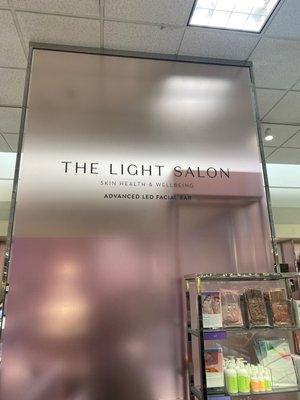 THE LIGHT SALON
SKIN HEALTH & WELLBEING
ADVANCED LED FACIAL BAR